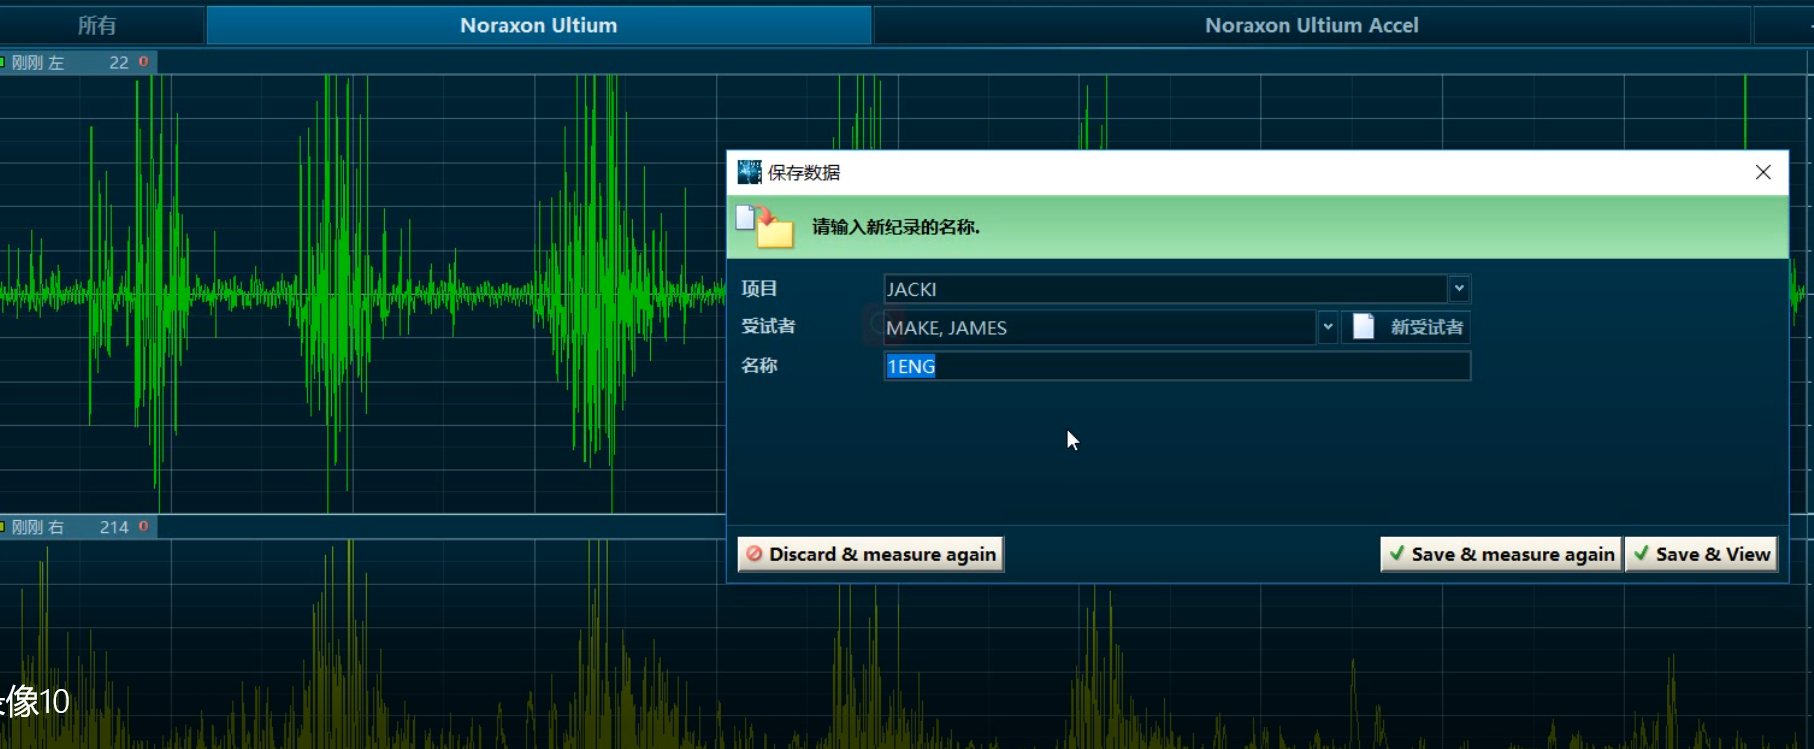 所有
Noraxon Ultium
Noraxon Ultium Accel
刚刚 左 22 0
保存数据
请输入新纪录的名称.
项目 JACKI
受试者 MAKE, JAMES 新受试者
名称 1ENG
Discard & measure again
Save & measure again
Save & View
刚刚 右 214 0
像10